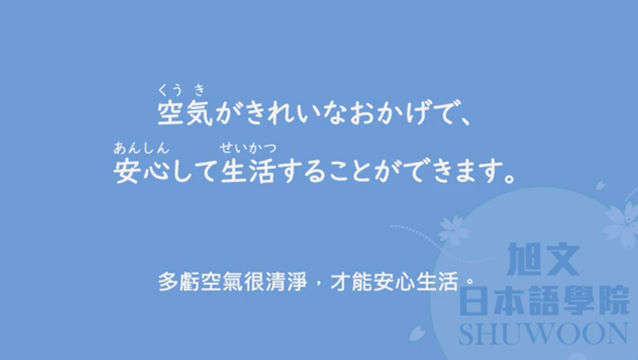 くう き
空気がきれいなおかげで、
あんしん せいかつ
安心して生活することができます。
多虧空氣很清淨，才能安心生活。
旭文
日本語學院
SHUWOON